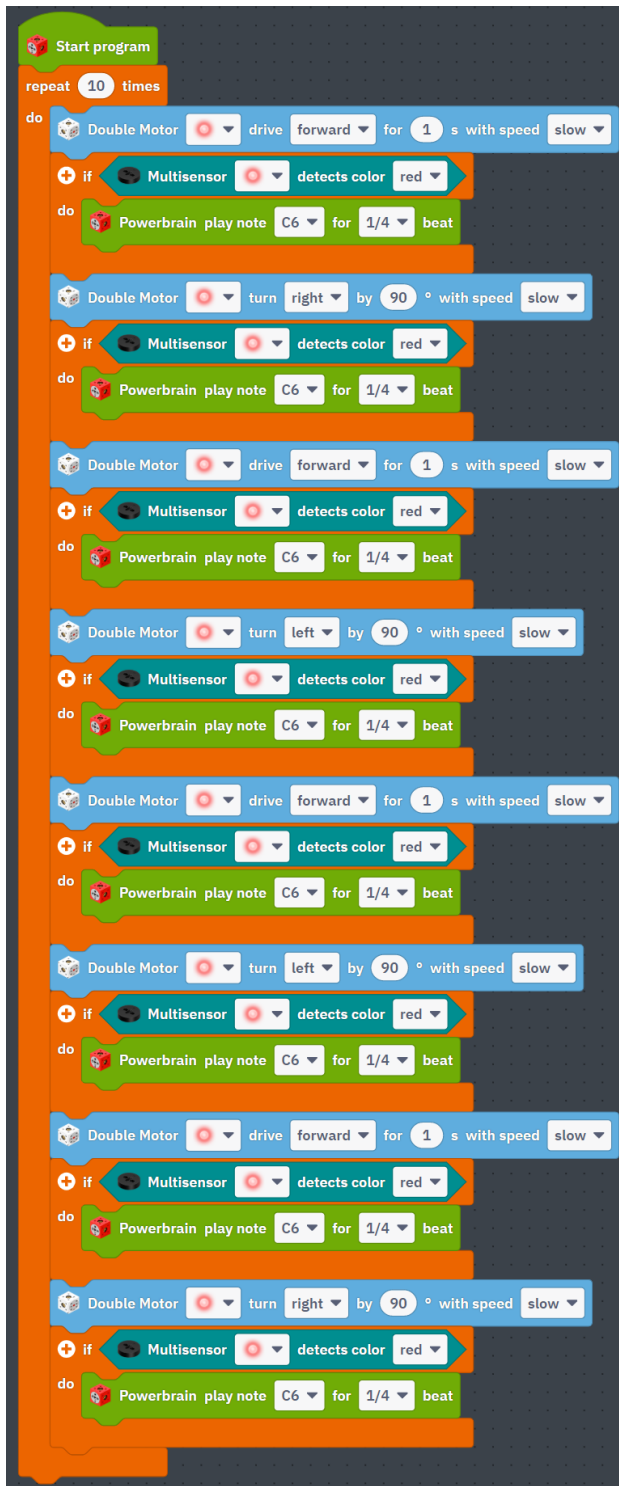 Start program
repeat 10 times
do Double Motor drive forward for 1 s with speed slow
if Multisensor detects color red
do Powerbrain play note C6 for 1/4 beat
Double Motor turn right by 90 ° with speed slow
if Multisensor detects color red
do Powerbrain play note C6 for 1/4 beat
Double Motor drive forward for 1 s with speed slow
if Multisensor detects color red
do Powerbrain play note C6 for 1/4 beat
Double Motor turn left by 90 ° with speed slow
if Multisensor detects color red
do Powerbrain play note C6 for 1/4 beat
Double Motor drive forward for 1 s with speed slow
if Multisensor detects color red
do Powerbrain play note C6 for 1/4 beat
Double Motor turn left by 90 ° with speed slow
if Multisensor detects color red
do Powerbrain play note C6 for 1/4 beat
Double Motor drive forward for 1 s with speed slow
if Multisensor detects color red
do Powerbrain play note C6 for 1/4 beat
Double Motor turn right by 90 ° with speed slow
if Multisensor detects color red
do Powerbrain play note C6 for 1/4 beat